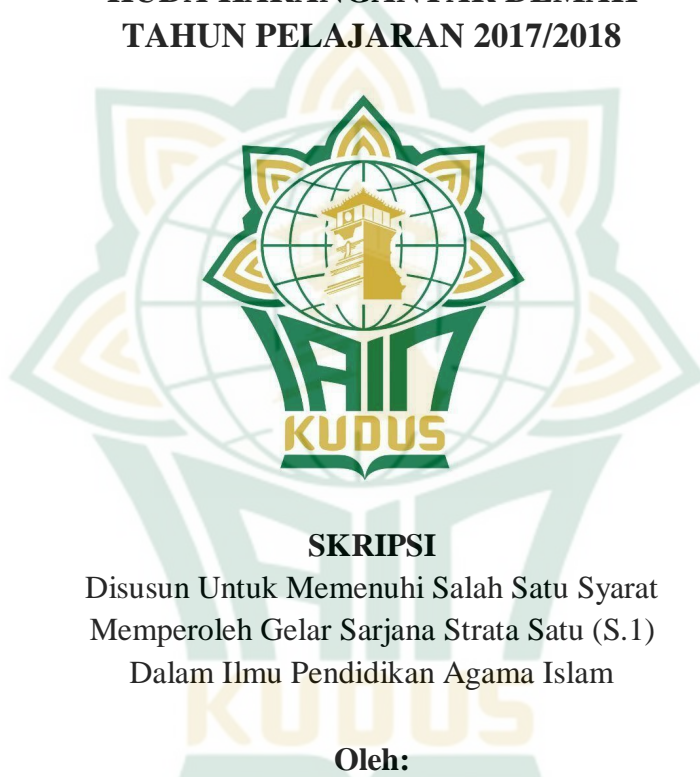 TAHUN PELAJARAN 2017/2018
IAIN
KUDUS
SKRIPSI
Disusun Untuk Memenuhi Salah Satu Syarat
Memperoleh Gelar Sarjana Strata Satu (S.1)
Dalam Ilmu Pendidikan Agama Islam
Oleh: